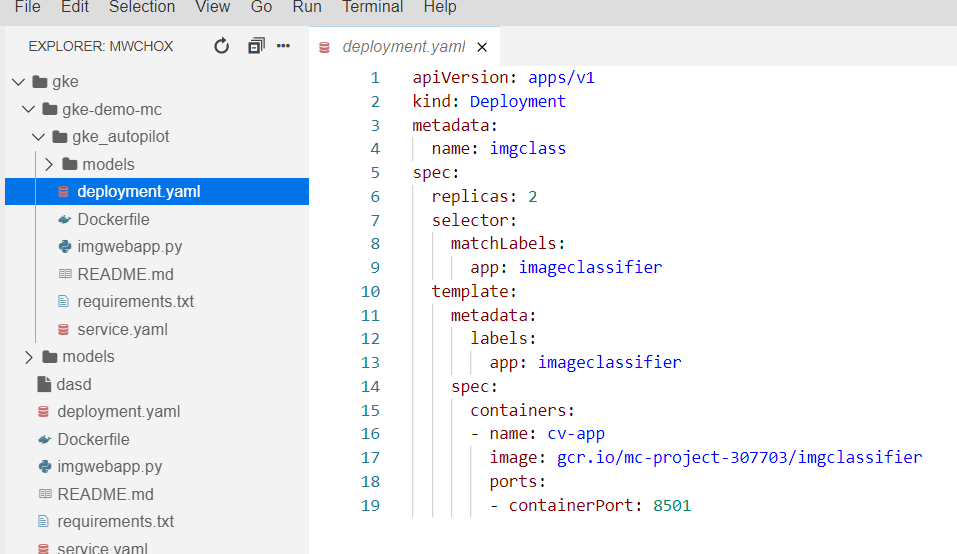 File Edit Selection View Go Run Terminal Help
EXPLORER: MWCHOX
gke
gke-demo-mc
gke_autopilot
models
deployment.yaml
Dockerfile
imgwebapp.py
README.md
requirements.txt
service.yaml
models
dasd
deployment.yaml
Dockerfile
imgwebapp.py
README.md
requirements.txt
service.yaml
deployment.yaml
1 apiVersion: apps/v1
2 kind: Deployment
3 metadata:
4 name: imgclass
5 spec:
6 replicas: 2
7 selector:
8 matchLabels:
9 app: imageclassifier
10 template:
11 metadata:
12 labels:
13 app: imageclassifier
14 spec:
15 containers:
16 - name: cv-app
17 image: gcr.io/mc-project-307703/imgclassifier
18 ports:
19 - containerPort: 8501